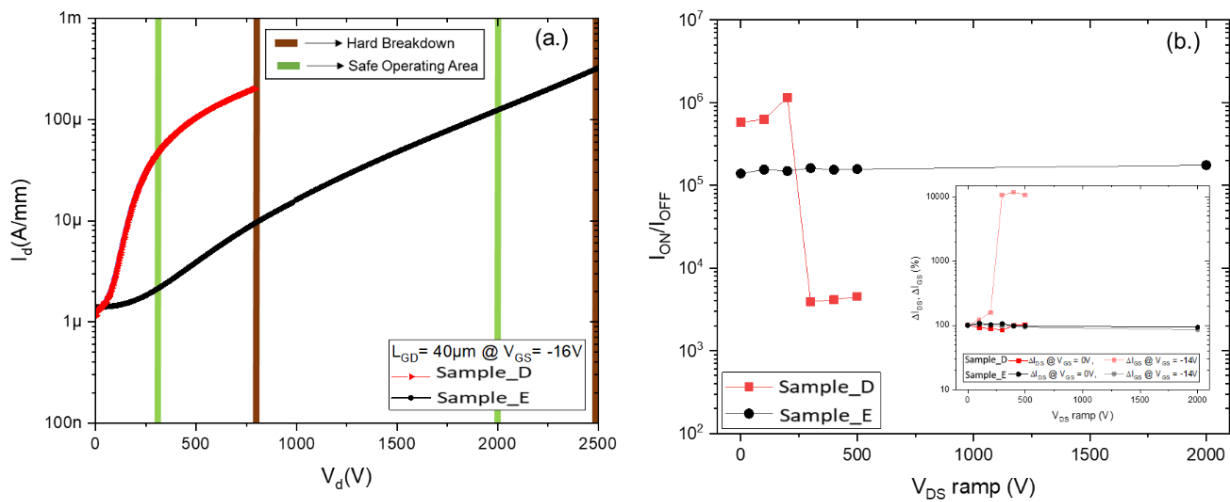 (a.)
Hard Breakdown
Safe Operating Area
1m
100µ
10µ
1µ
100n
I_d(A/mm)
L_GD= 40µm @ V_GS= -16V
Sample_D
Sample_E
0 500 1000 1500 2000 2500
V_d(V)
(b.)
10^7
10^6
10^5
10^4
10^3
10^2
I_ON/I_OFF
Sample_D
Sample_E
0 500 1000 1500 2000
V_DS ramp (V)
10000
1000
100
10
ΔI_DS, ΔI_GS (%)
Sample_D ΔI_DS @ V_GS = 0V, ΔI_GS @ V_GS = -14V
Sample_E ΔI_DS @ V_GS = 0V, ΔI_GS @ V_GS = -14V
0 500 1000 1500 2000
V_DS ramp (V)